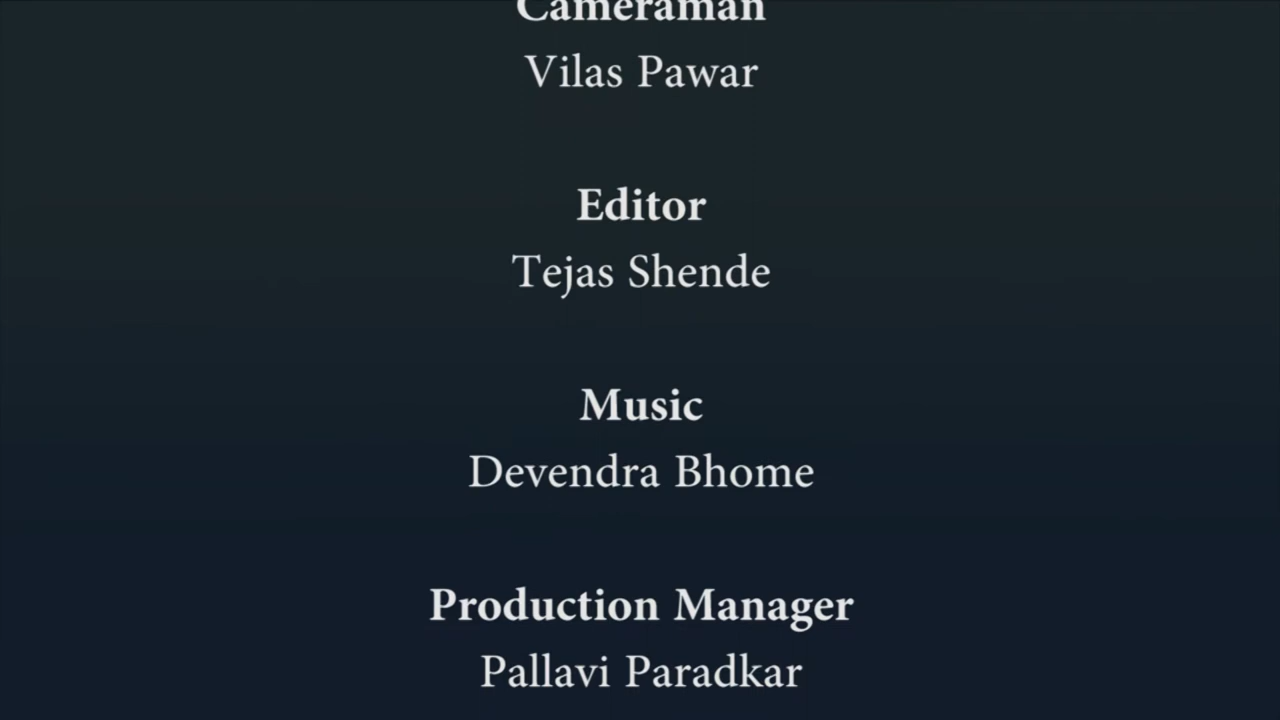 Cameraman
Vilas Pawar
Editor
Tejas Shende
Music
Devendra Bhome
Production Manager
Pallavi Paradkar